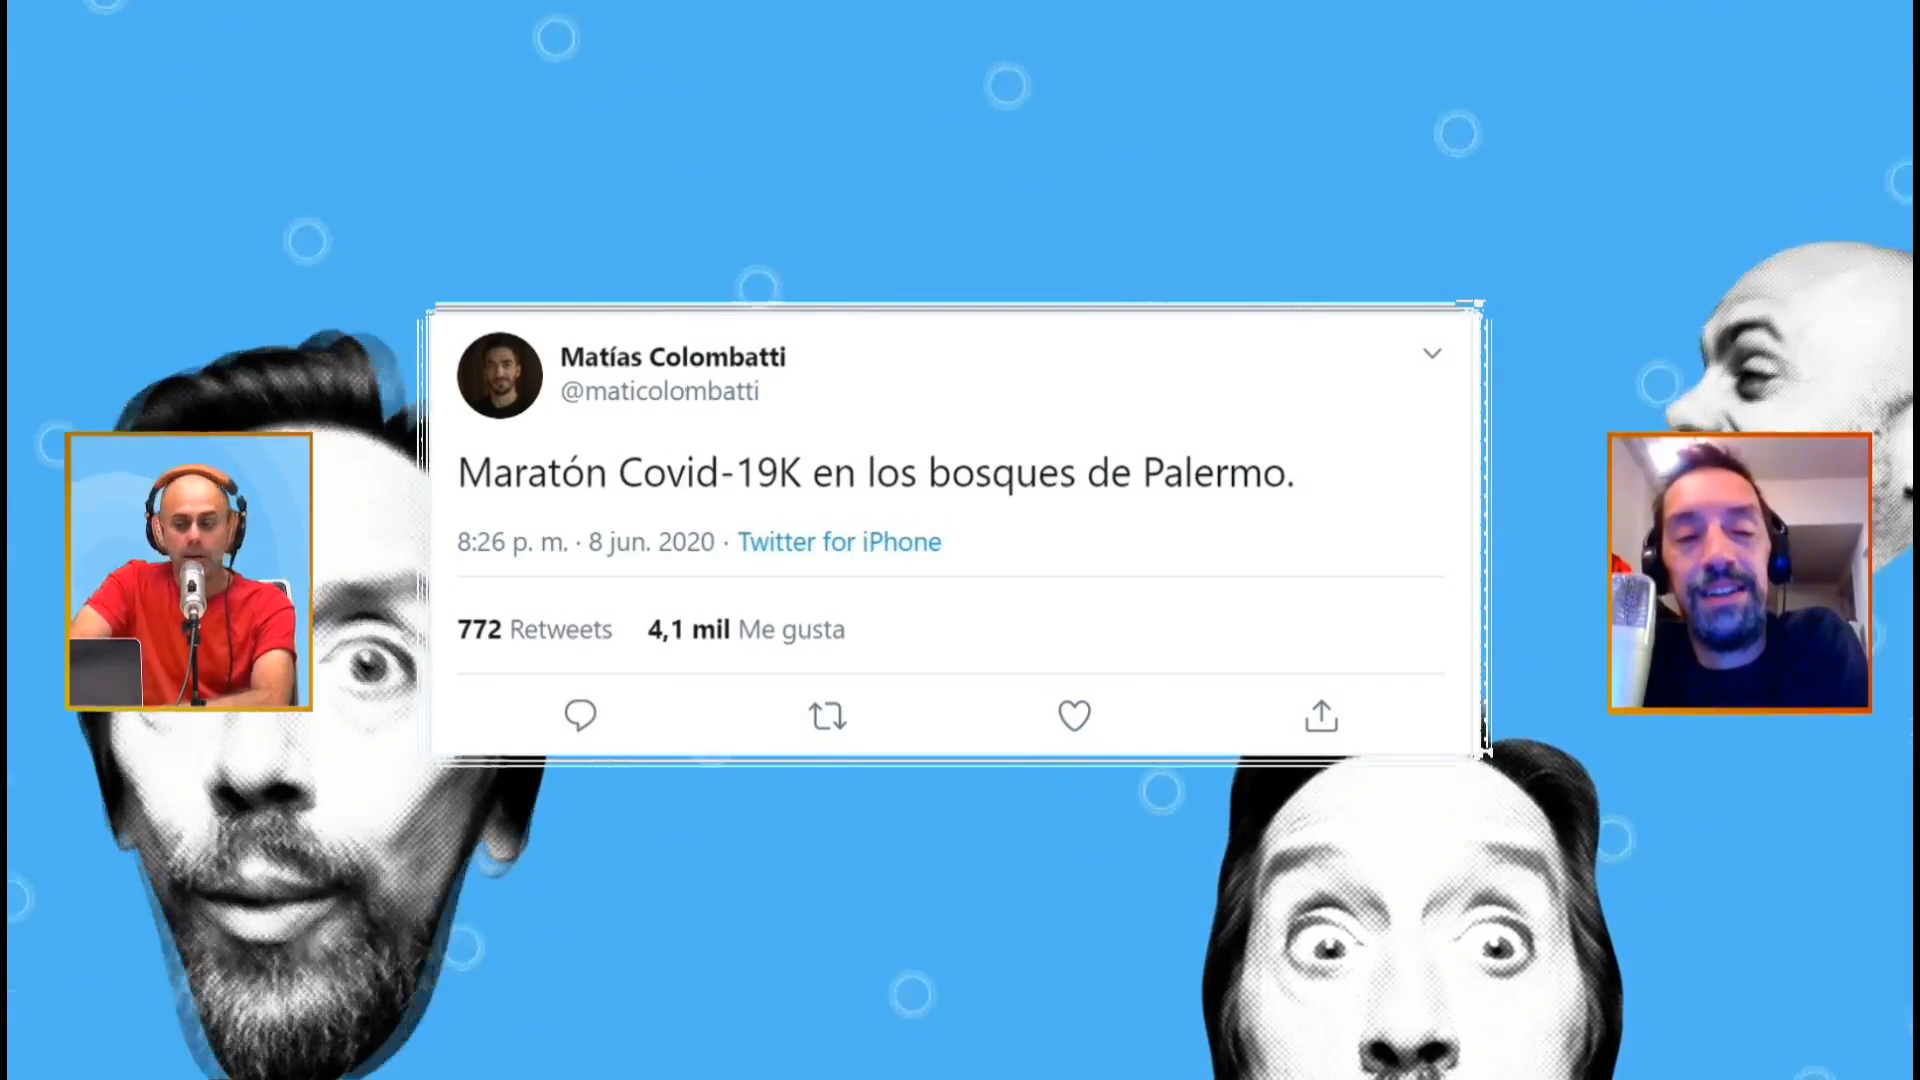 Matías Colombatti
@maticolombatti
Maratón Covid-19K en los bosques de Palermo.
8:26 p. m. · 8 jun. 2020 · Twitter for iPhone
772 Retweets 4,1 mil Me gusta